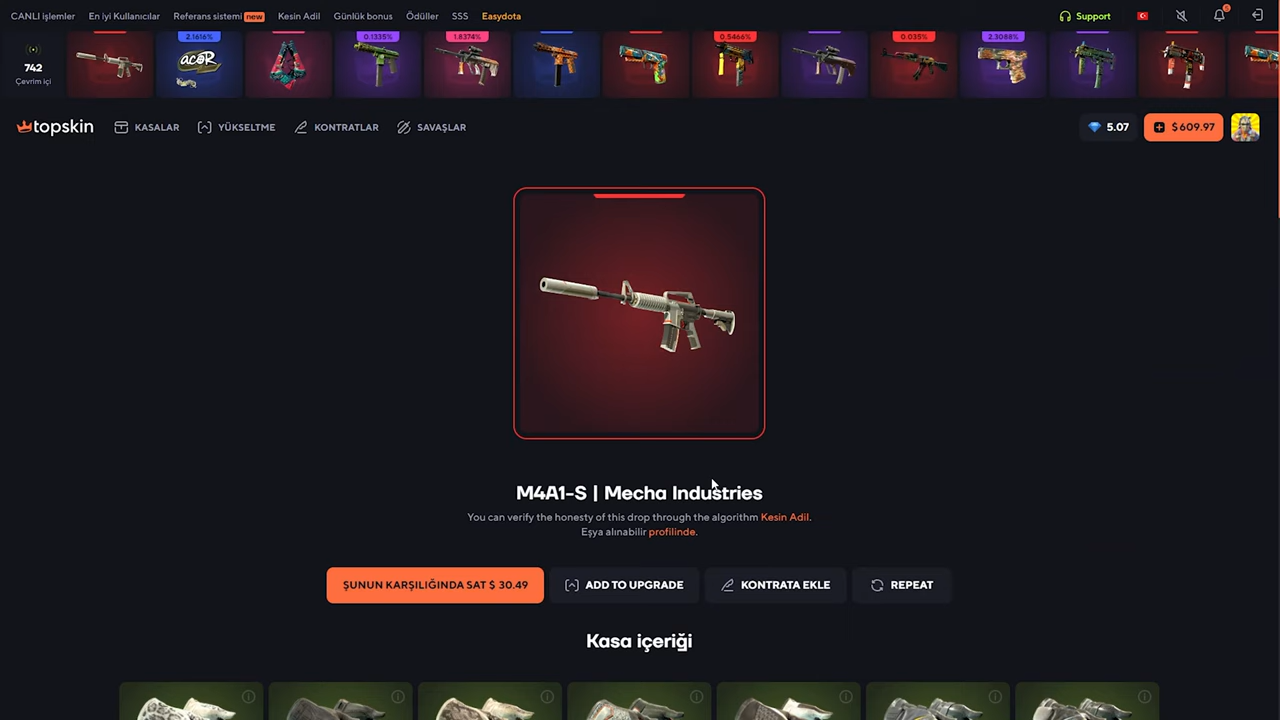 CANLI işlemler
En iyi Kullanıcılar
Referans sistemi new
Kesin Adil
Günlük bonus
Ödüller
SSS
Easydota
Support
5
742
Çevrim içi
2.1616%
ACOR
0.1335%
1.8374%
0.5466%
0.035%
2.3088%
topskin
KASALAR
YÜKSELTME
KONTRATLAR
SAVAŞLAR
5.07
$ 609.97
M4A1-S | Mecha Industries
You can verify the honesty of this drop through the algorithm Kesin Adil.
Eşya alınabilir profilinde.
ŞUNUN KARŞILIĞINDA SAT $ 30.49
ADD TO UPGRADE
KONTRATA EKLE
REPEAT
Kasa içeriği